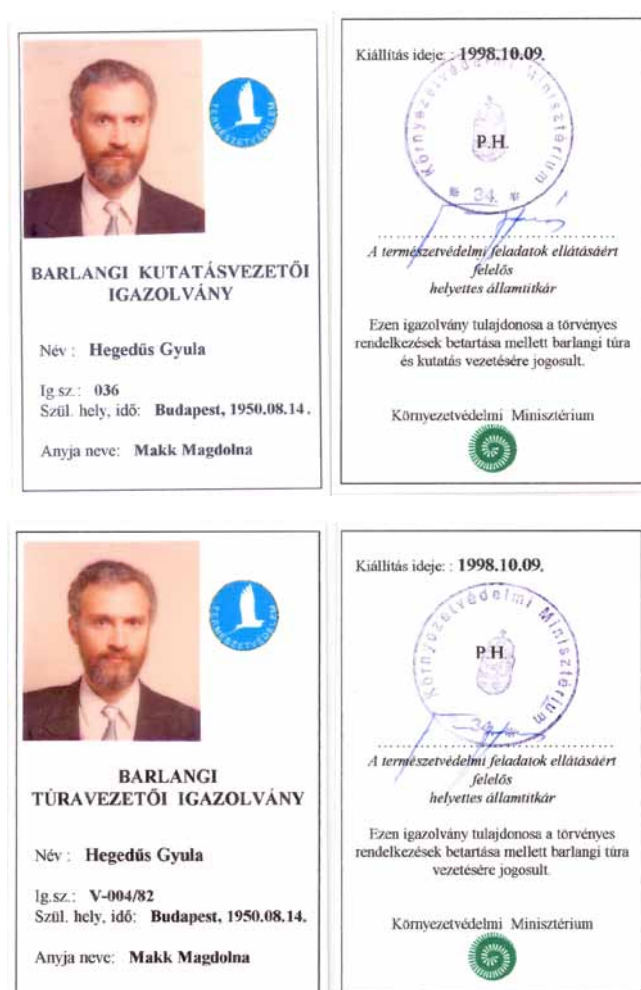 TERMÉSZETVÉDELEM
BARLANGI KUTATÁSVEZETŐI
IGAZOLVÁNY
Név : Hegedűs Gyula
Ig.sz.: 036
Szül. hely, idő: Budapest, 1950.08.14.
Anyja neve: Makk Magdolna
Kiállítás ideje: : 1998.10.09.
Környezetvédelmi Minisztérium
P.H.
* 34. *
A természetvédelmi feladatok ellátásáért
felelős
helyettes államtitkár
Ezen igazolvány tulajdonosa a törvényes
rendelkezések betartása mellett barlangi túra
és kutatás vezetésére jogosult.
Környezetvédelmi Minisztérium
TERMÉSZETVÉDELEM
BARLANGI
TÚRAVEZETŐI IGAZOLVÁNY
Név : Hegedűs Gyula
Ig.sz.: V-004/82
Szül. hely, idő: Budapest, 1950.08.14.
Anyja neve: Makk Magdolna
Kiállítás ideje: : 1998.10.09.
Környezetvédelmi Minisztérium
P.H.
34.
A természetvédelmi feladatok ellátásáért
felelős
helyettes államtitkár
Ezen igazolvány tulajdonosa a törvényes
rendelkezések betartása mellett barlangi túra
vezetésére jogosult.
Környezetvédelmi Minisztérium